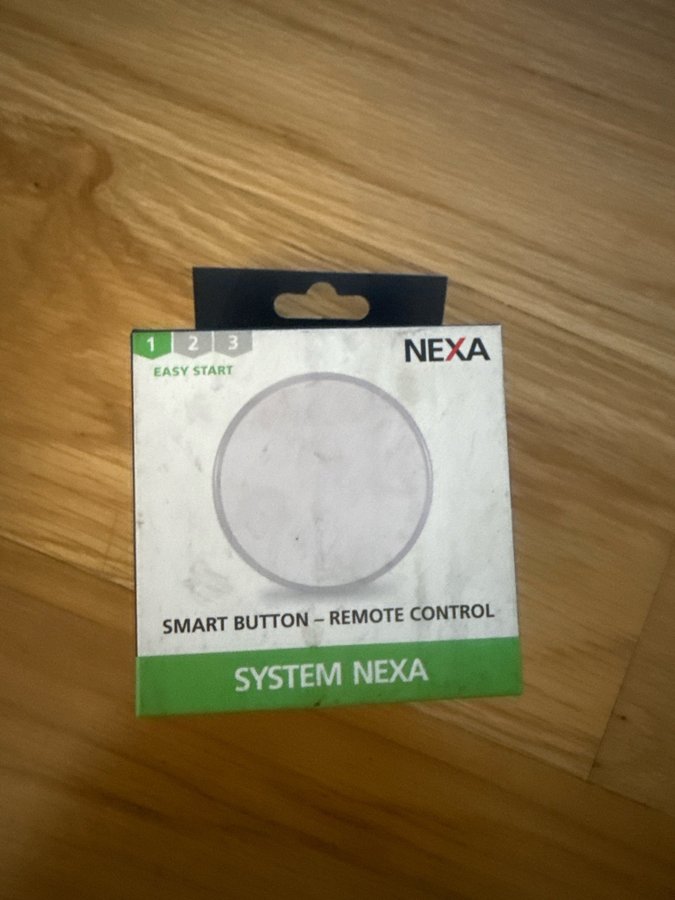 1 2 3
NEXA
EASY START
SMART BUTTON – REMOTE CONTROL
SYSTEM NEXA